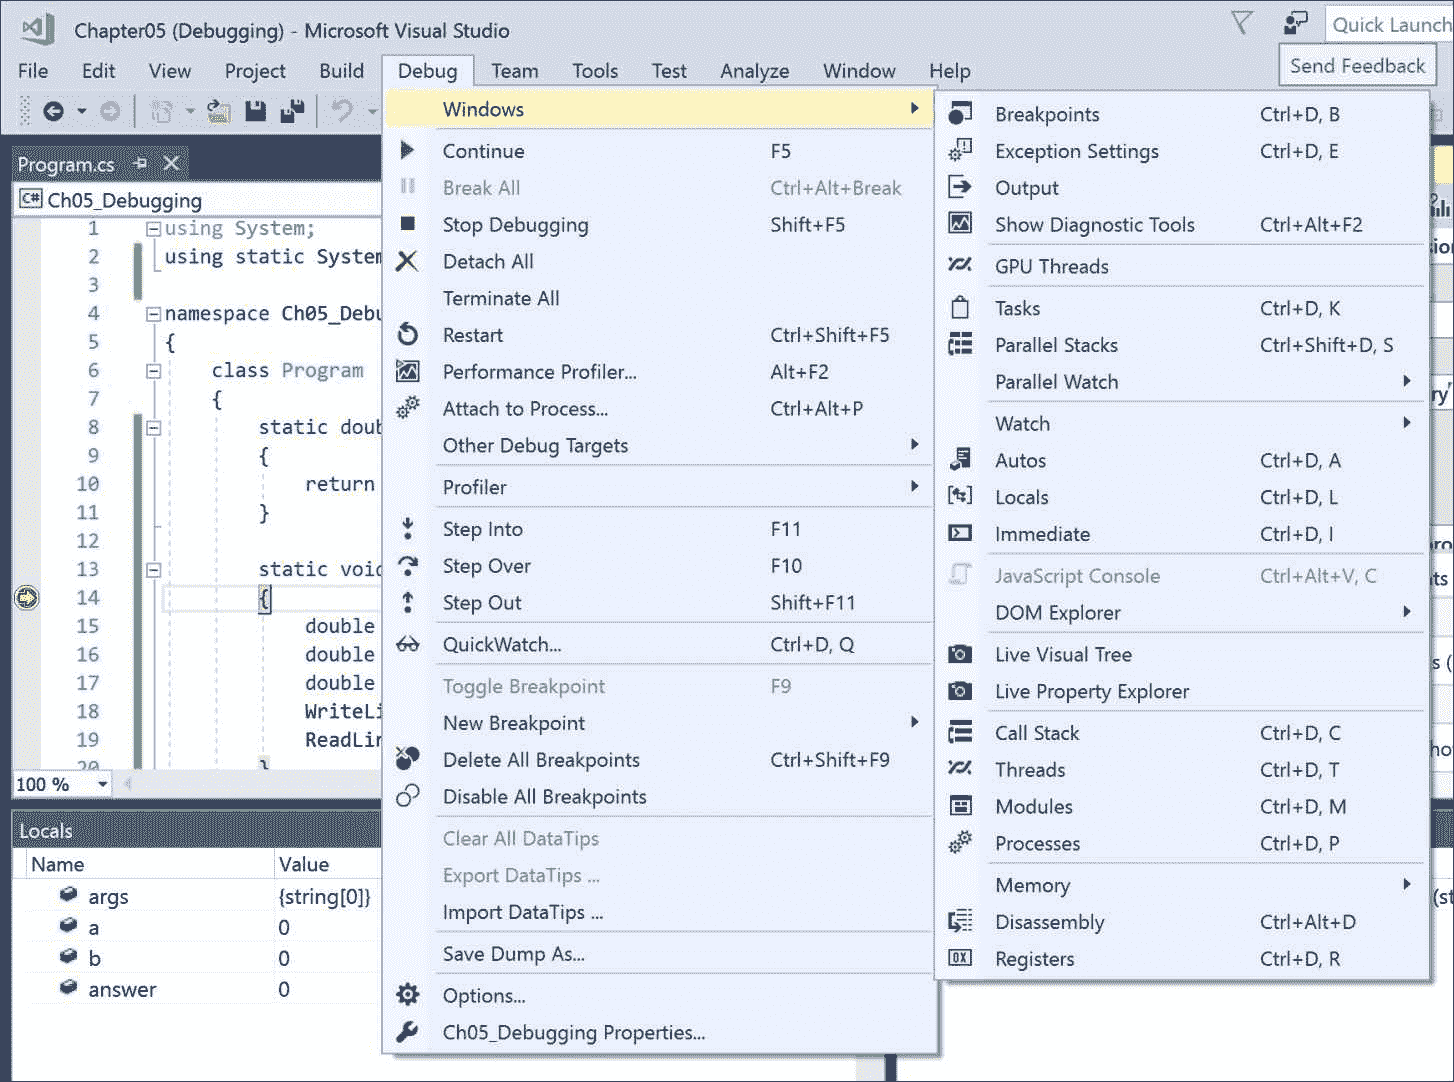 Chapter05 (Debugging) - Microsoft Visual Studio
Quick Launch
File Edit View Project Build Debug Team Tools Test Analyze Window Help
Send Feedback
Program.cs
C# Ch05_Debugging
1 using System;
2 using static System
3
4 namespace Ch05_Debu
5 {
6 class Program
7 {
8 static doub
9 {
10 return
11 }
12
13 static void
14 {
15 double
16 double
17 double
18 WriteLi
19 ReadLin
20 }
100 %
Locals
Name Value
args {string[0]}
a 0
b 0
answer 0
Windows
Continue F5
Break All Ctrl+Alt+Break
Stop Debugging Shift+F5
Detach All
Terminate All
Restart Ctrl+Shift+F5
Performance Profiler... Alt+F2
Attach to Process... Ctrl+Alt+P
Other Debug Targets
Profiler
Step Into F11
Step Over F10
Step Out Shift+F11
QuickWatch... Ctrl+D, Q
Toggle Breakpoint F9
New Breakpoint
Delete All Breakpoints Ctrl+Shift+F9
Disable All Breakpoints
Clear All DataTips
Export DataTips ...
Import DataTips ...
Save Dump As...
Options...
Ch05_Debugging Properties...
Breakpoints Ctrl+D, B
Exception Settings Ctrl+D, E
Output
Show Diagnostic Tools Ctrl+Alt+F2
GPU Threads
Tasks Ctrl+D, K
Parallel Stacks Ctrl+Shift+D, S
Parallel Watch
Watch
Autos Ctrl+D, A
Locals Ctrl+D, L
Immediate Ctrl+D, I
JavaScript Console Ctrl+Alt+V, C
DOM Explorer
Live Visual Tree
Live Property Explorer
Call Stack Ctrl+D, C
Threads Ctrl+D, T
Modules Ctrl+D, M
Processes Ctrl+D, P
Memory
Disassembly Ctrl+Alt+D
Registers Ctrl+D, R